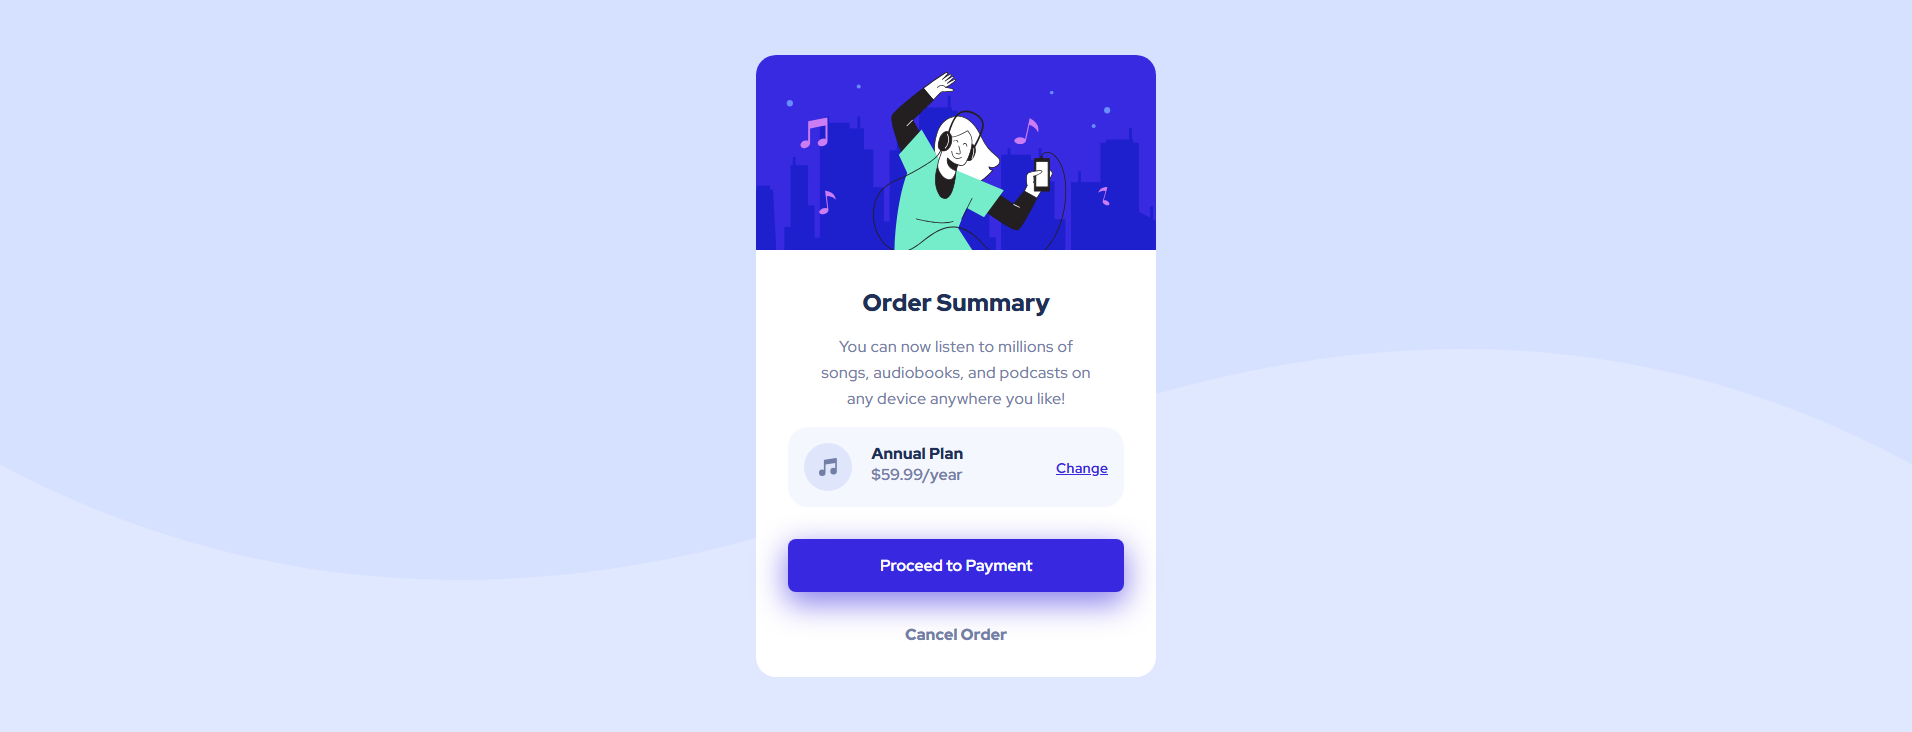 Order Summary
You can now listen to millions of
songs, audiobooks, and podcasts on
any device anywhere you like!
Annual Plan
$59.99/year
Change
Proceed to Payment
Cancel Order